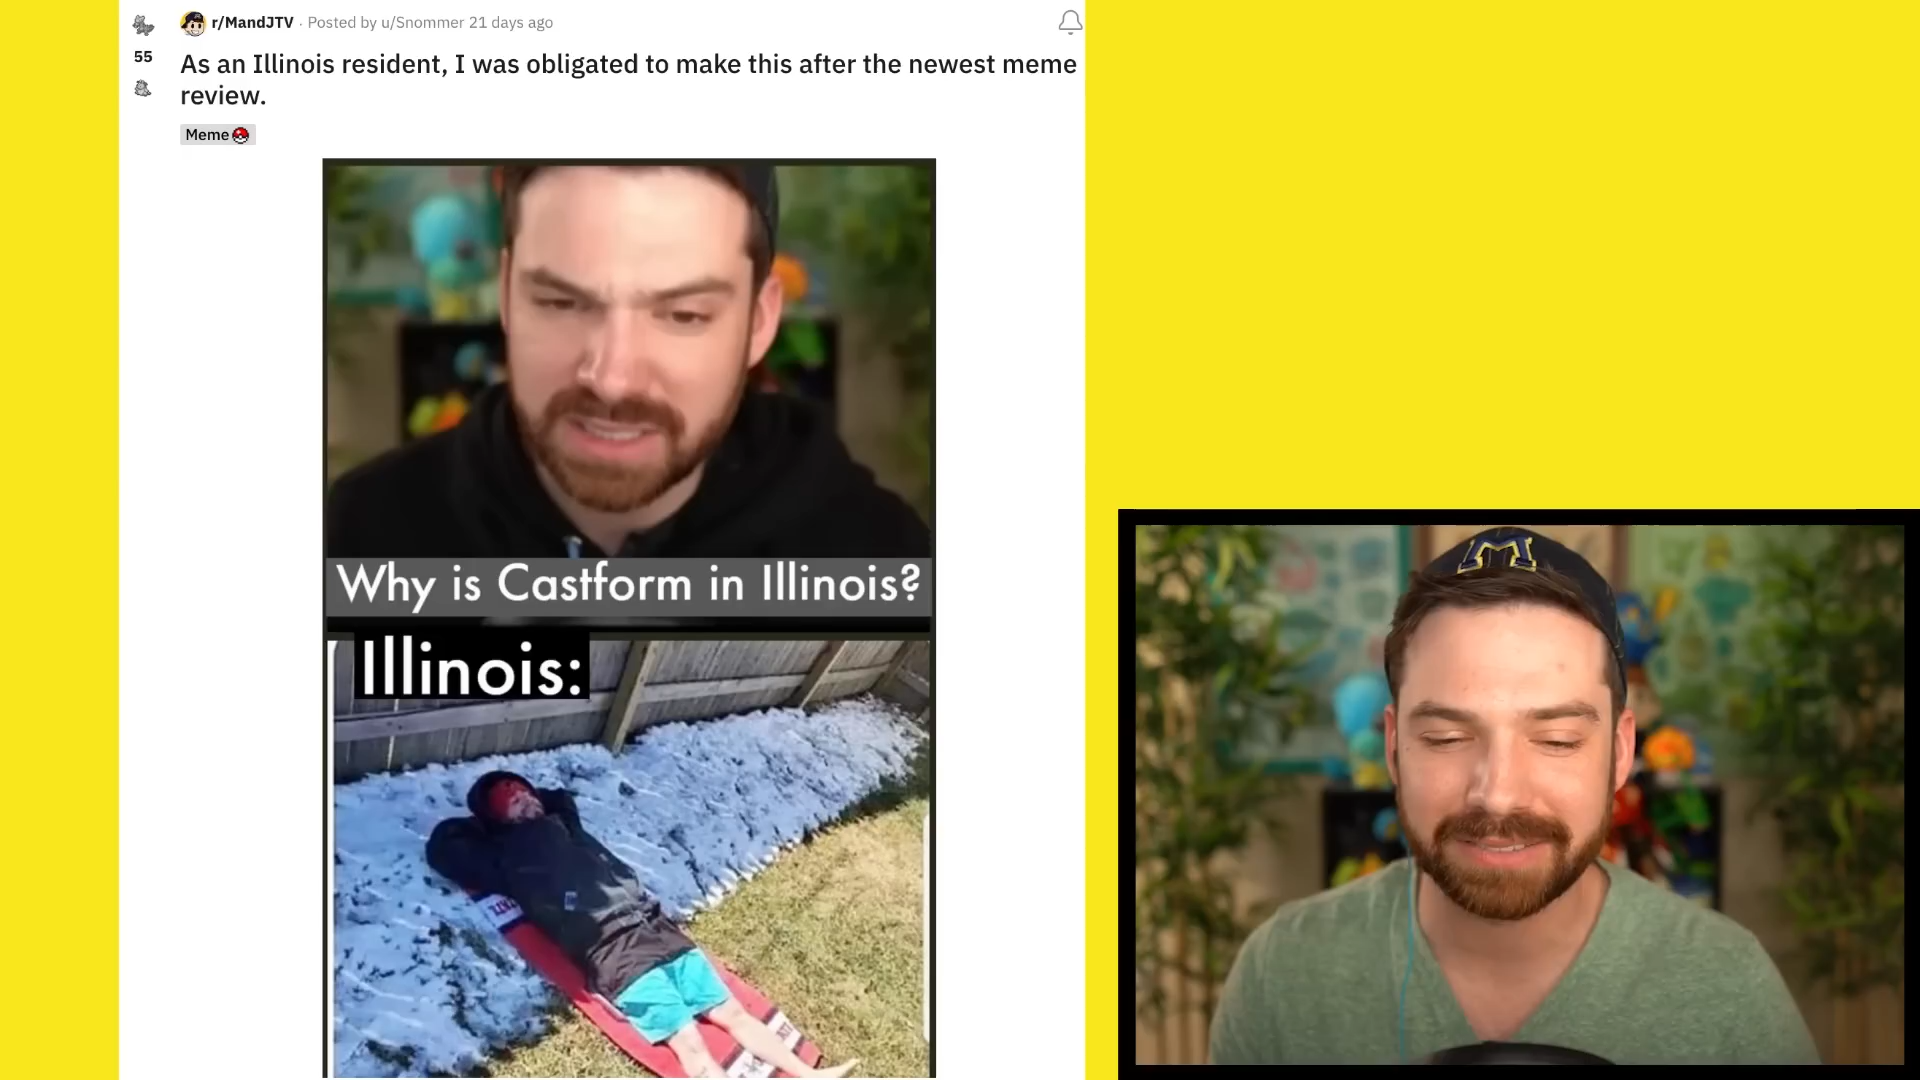 r/MandJTV · Posted by u/Snommer 21 days ago
55
As an Illinois resident, I was obligated to make this after the newest meme
review.
Meme
Why is Castform in Illinois?
Illinois:
M